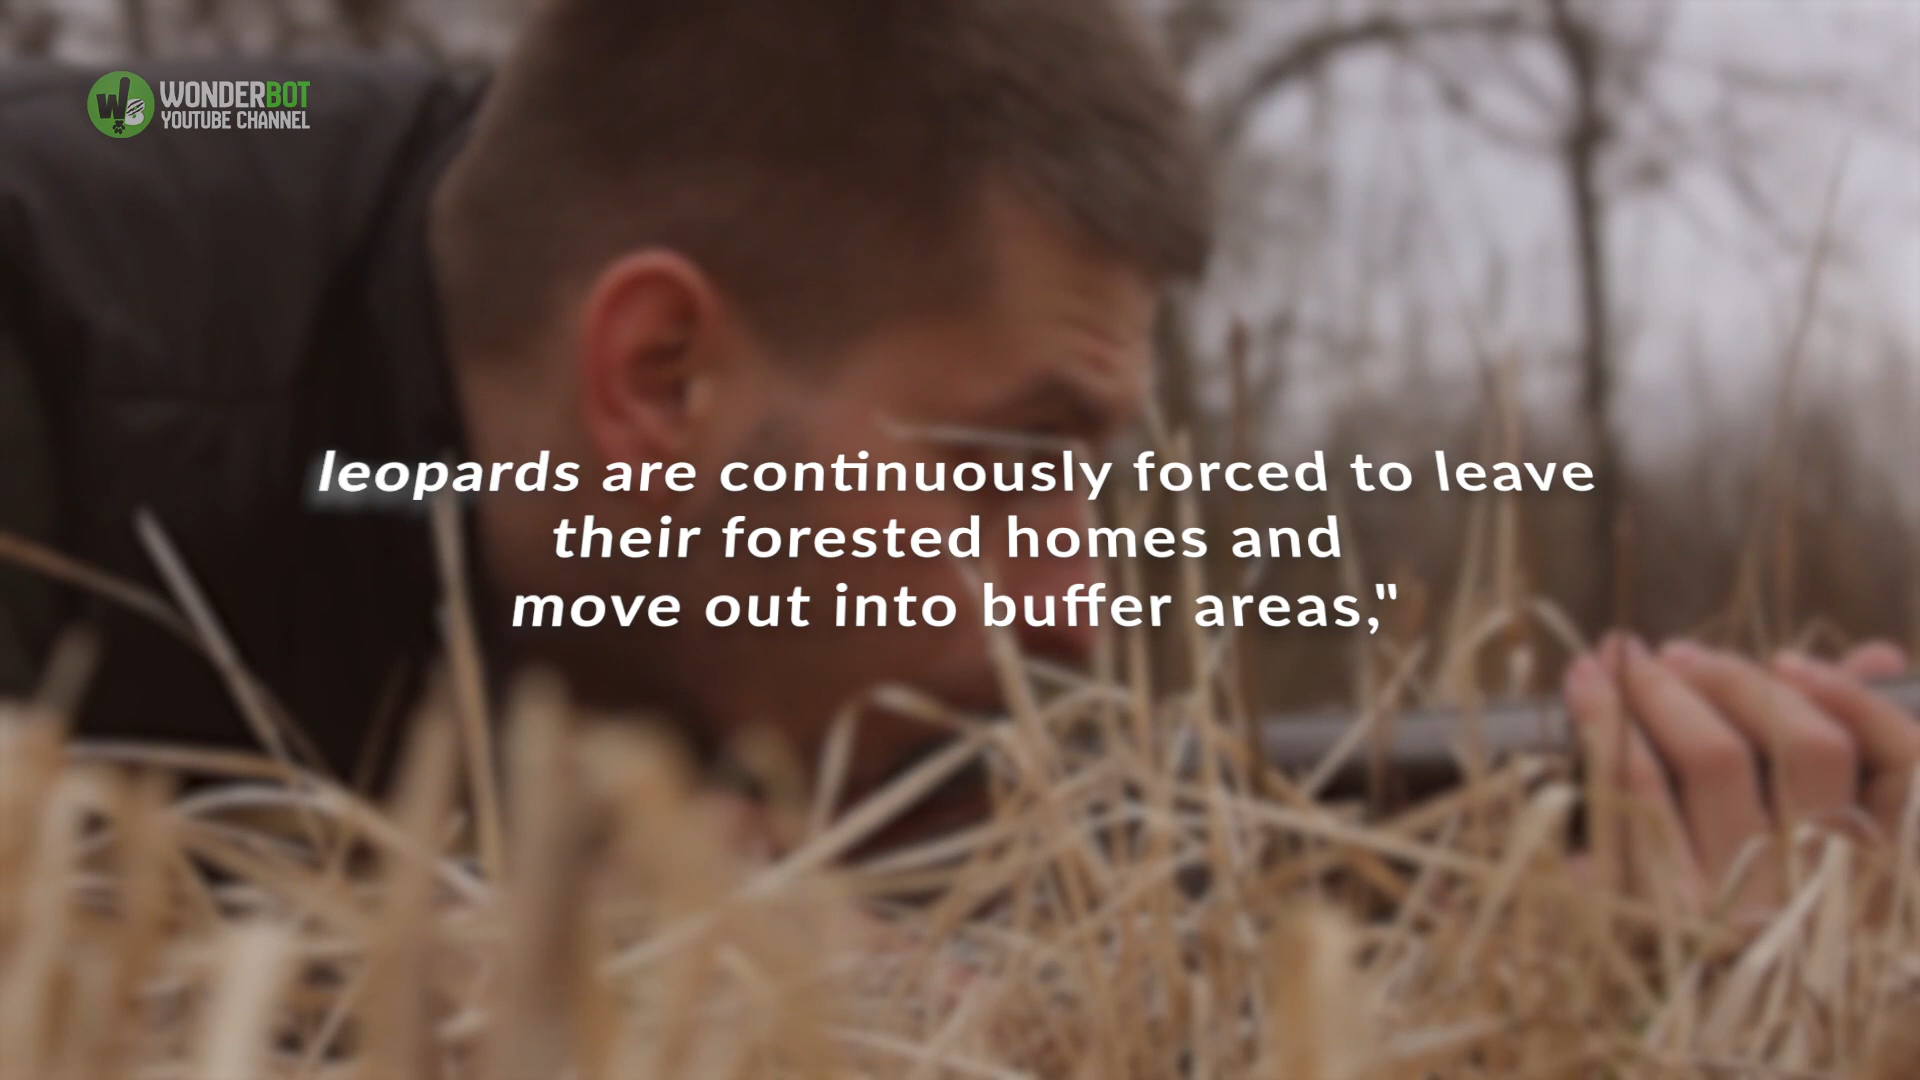 WONDERBOT
YOUTUBE CHANNEL
leopards are continuously forced to leave
their forested homes and
move out into buffer areas,"